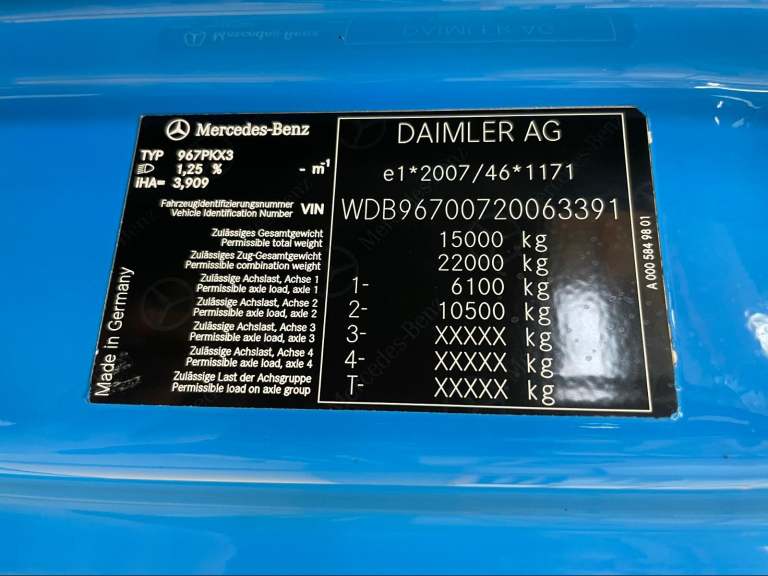 Mercedes-Benz
TYP 967PKX3
1,25 % - m⁻¹
iHA= 3,909
Fahrzeugidentifizierungsnummer
Vehicle Identification Number VIN
Zulässiges Gesamtgewicht
Permissible total weight
Zulässiges Zug-Gesamtgewicht
Permissible combination weight
Zulässige Achslast, Achse 1
Permissible axle load, axle 1
Zulässige Achslast, Achse 2
Permissible axle load, axle 2
Zulässige Achslast, Achse 3
Permissible axle load, axle 3
Zulässige Achslast, Achse 4
Permissible axle load, axle 4
Zulässige Last der Achsgruppe
Permissible load on axle group
Made in Germany
DAIMLER AG
e1*2007/46*1171
WDB96700720063391
15000 kg
22000 kg
1- 6100 kg
2- 10500 kg
3- XXXXX kg
4- XXXXX kg
T- XXXXX kg
A 000 584 98 01